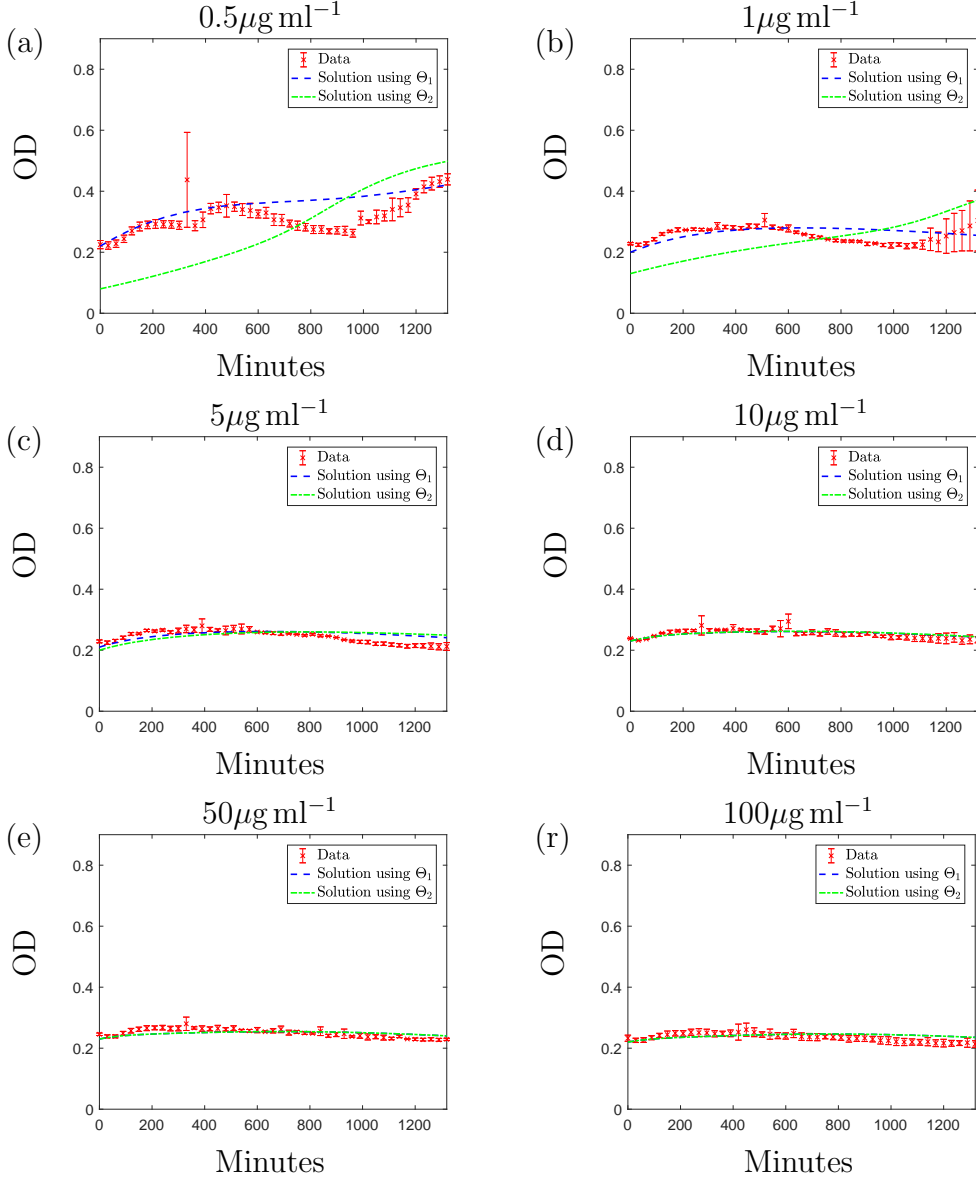 (a)
0.5μg ml⁻¹
OD
0.8
0.6
0.4
0.2
0
0 200 400 600 800 1000 1200
Minutes
Data
Solution using Θ₁
Solution using Θ₂
(b)
1μg ml⁻¹
OD
0.8
0.6
0.4
0.2
0
0 200 400 600 800 1000 1200
Minutes
Data
Solution using Θ₁
Solution using Θ₂
(c)
5μg ml⁻¹
OD
0.8
0.6
0.4
0.2
0
0 200 400 600 800 1000 1200
Minutes
Data
Solution using Θ₁
Solution using Θ₂
(d)
10μg ml⁻¹
OD
0.8
0.6
0.4
0.2
0
0 200 400 600 800 1000 1200
Minutes
Data
Solution using Θ₁
Solution using Θ₂
(e)
50μg ml⁻¹
OD
0.8
0.6
0.4
0.2
0
0 200 400 600 800 1000 1200
Minutes
Data
Solution using Θ₁
Solution using Θ₂
(r)
100μg ml⁻¹
OD
0.8
0.6
0.4
0.2
0
0 200 400 600 800 1000 1200
Minutes
Data
Solution using Θ₁
Solution using Θ₂